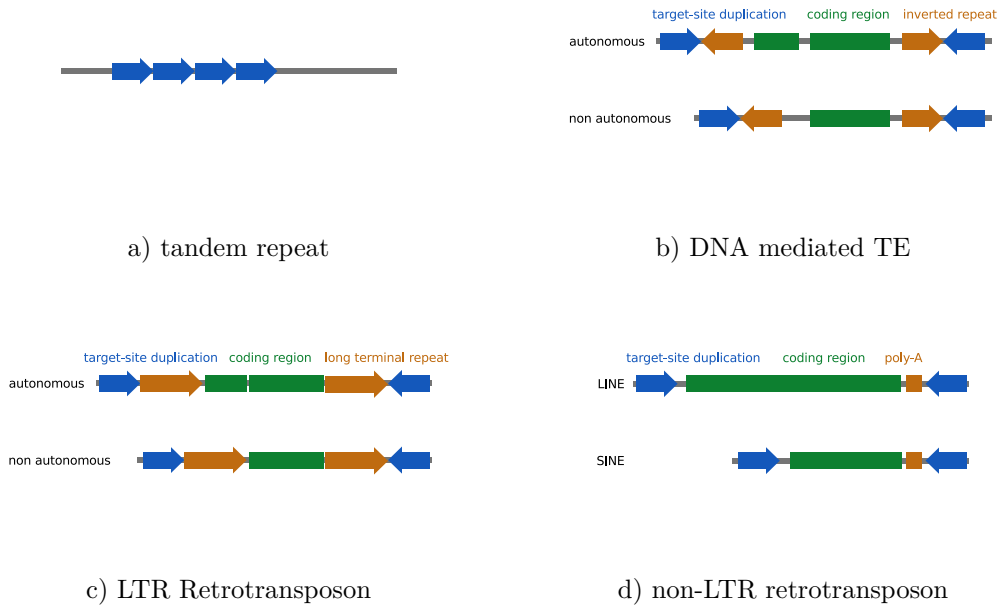 target-site duplication coding region inverted repeat
autonomous
non autonomous
a) tandem repeat
b) DNA mediated TE
target-site duplication coding region long terminal repeat
autonomous
non autonomous
target-site duplication coding region poly-A
LINE
SINE
c) LTR Retrotransposon
d) non-LTR retrotransposon